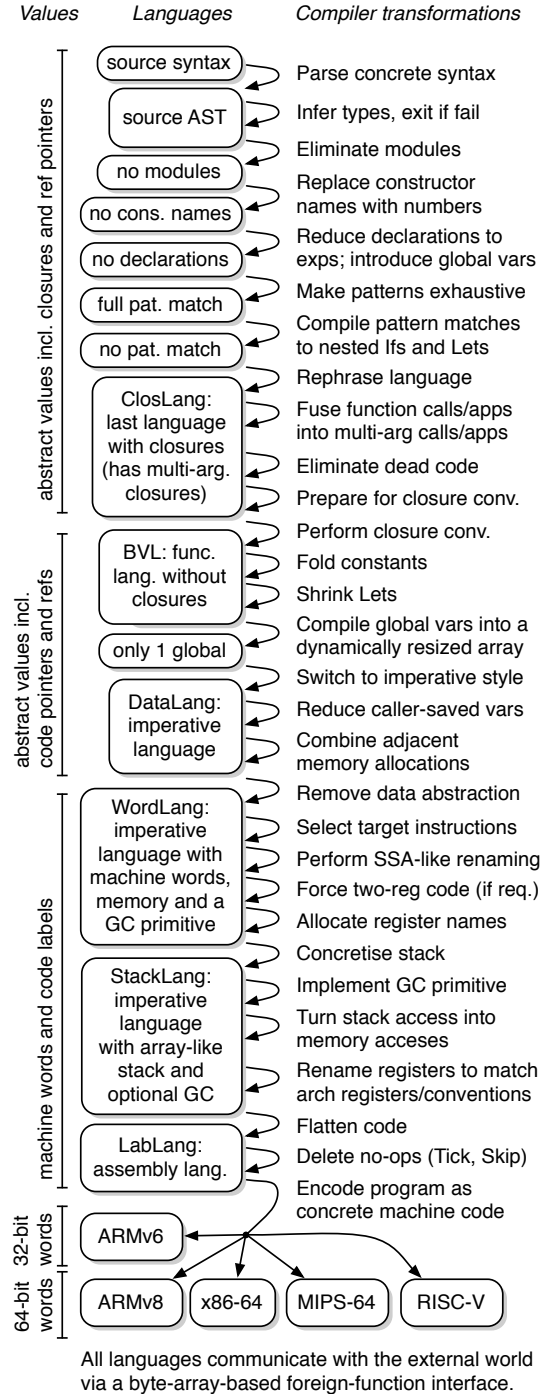 Values Languages Compiler transformations
source syntax
Parse concrete syntax
source AST
Infer types, exit if fail
Eliminate modules
no modules
Replace constructor
names with numbers
no cons. names
Reduce declarations to
exps; introduce global vars
no declarations
Make patterns exhaustive
full pat. match
Compile pattern matches
to nested Ifs and Lets
no pat. match
Rephrase language
ClosLang:
last language
with closures
(has multi-arg.
closures)
Fuse function calls/apps
into multi-arg calls/apps
Eliminate dead code
Prepare for closure conv.
abstract values incl. closures and ref pointers
Perform closure conv.
BVL: func.
lang. without
closures
Fold constants
Shrink Lets
Compile global vars into a
dynamically resized array
only 1 global
Switch to imperative style
DataLang:
imperative
language
Reduce caller-saved vars
Combine adjacent
memory allocations
abstract values incl.
code pointers and refs
Remove data abstraction
WordLang:
imperative
language with
machine words,
memory and a
GC primitive
Select target instructions
Perform SSA-like renaming
Force two-reg code (if req.)
Allocate register names
Concretise stack
StackLang:
imperative
language
with array-like
stack and
optional GC
Implement GC primitive
Turn stack access into
memory acceses
Rename registers to match
arch registers/conventions
Flatten code
LabLang:
assembly lang.
Delete no-ops (Tick, Skip)
Encode program as
concrete machine code
machine words and code labels
32-bit
words
ARMv6
64-bit
words
ARMv8 x86-64 MIPS-64 RISC-V
All languages communicate with the external world
via a byte-array-based foreign-function interface.